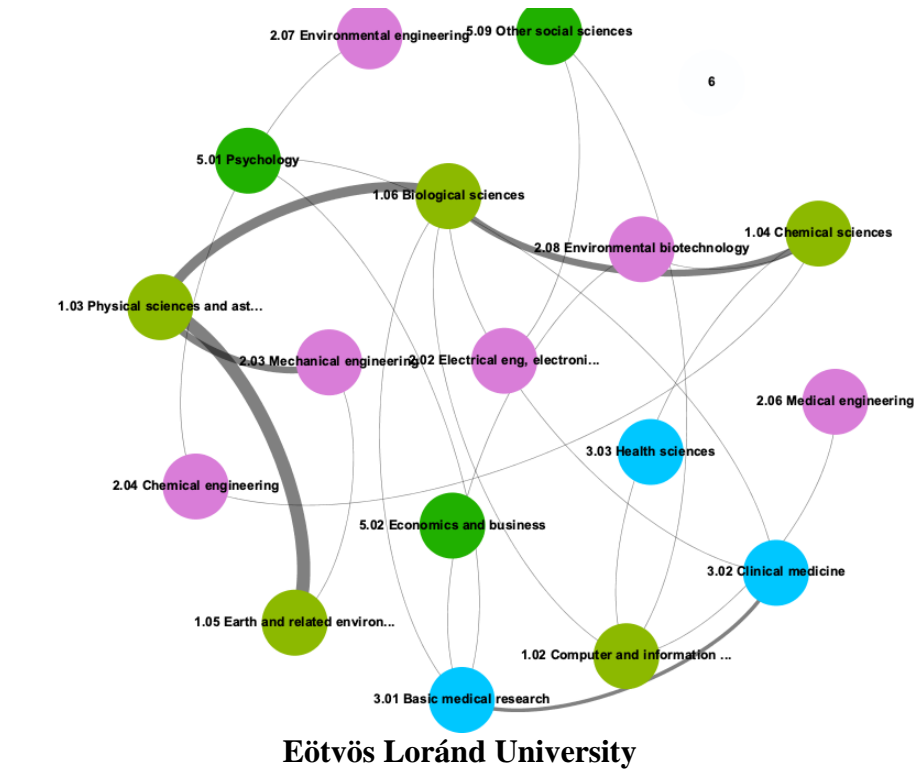 2.07 Environmental engineering
5.09 Other social sciences
6
5.01 Psychology
1.06 Biological sciences
2.08 Environmental biotechnology
1.04 Chemical sciences
1.03 Physical sciences and ast...
2.03 Mechanical engineering
2.02 Electrical eng, electroni...
2.06 Medical engineering
3.03 Health sciences
2.04 Chemical engineering
5.02 Economics and business
3.02 Clinical medicine
1.05 Earth and related environ...
1.02 Computer and information ...
3.01 Basic medical research
Eötvös Loránd University